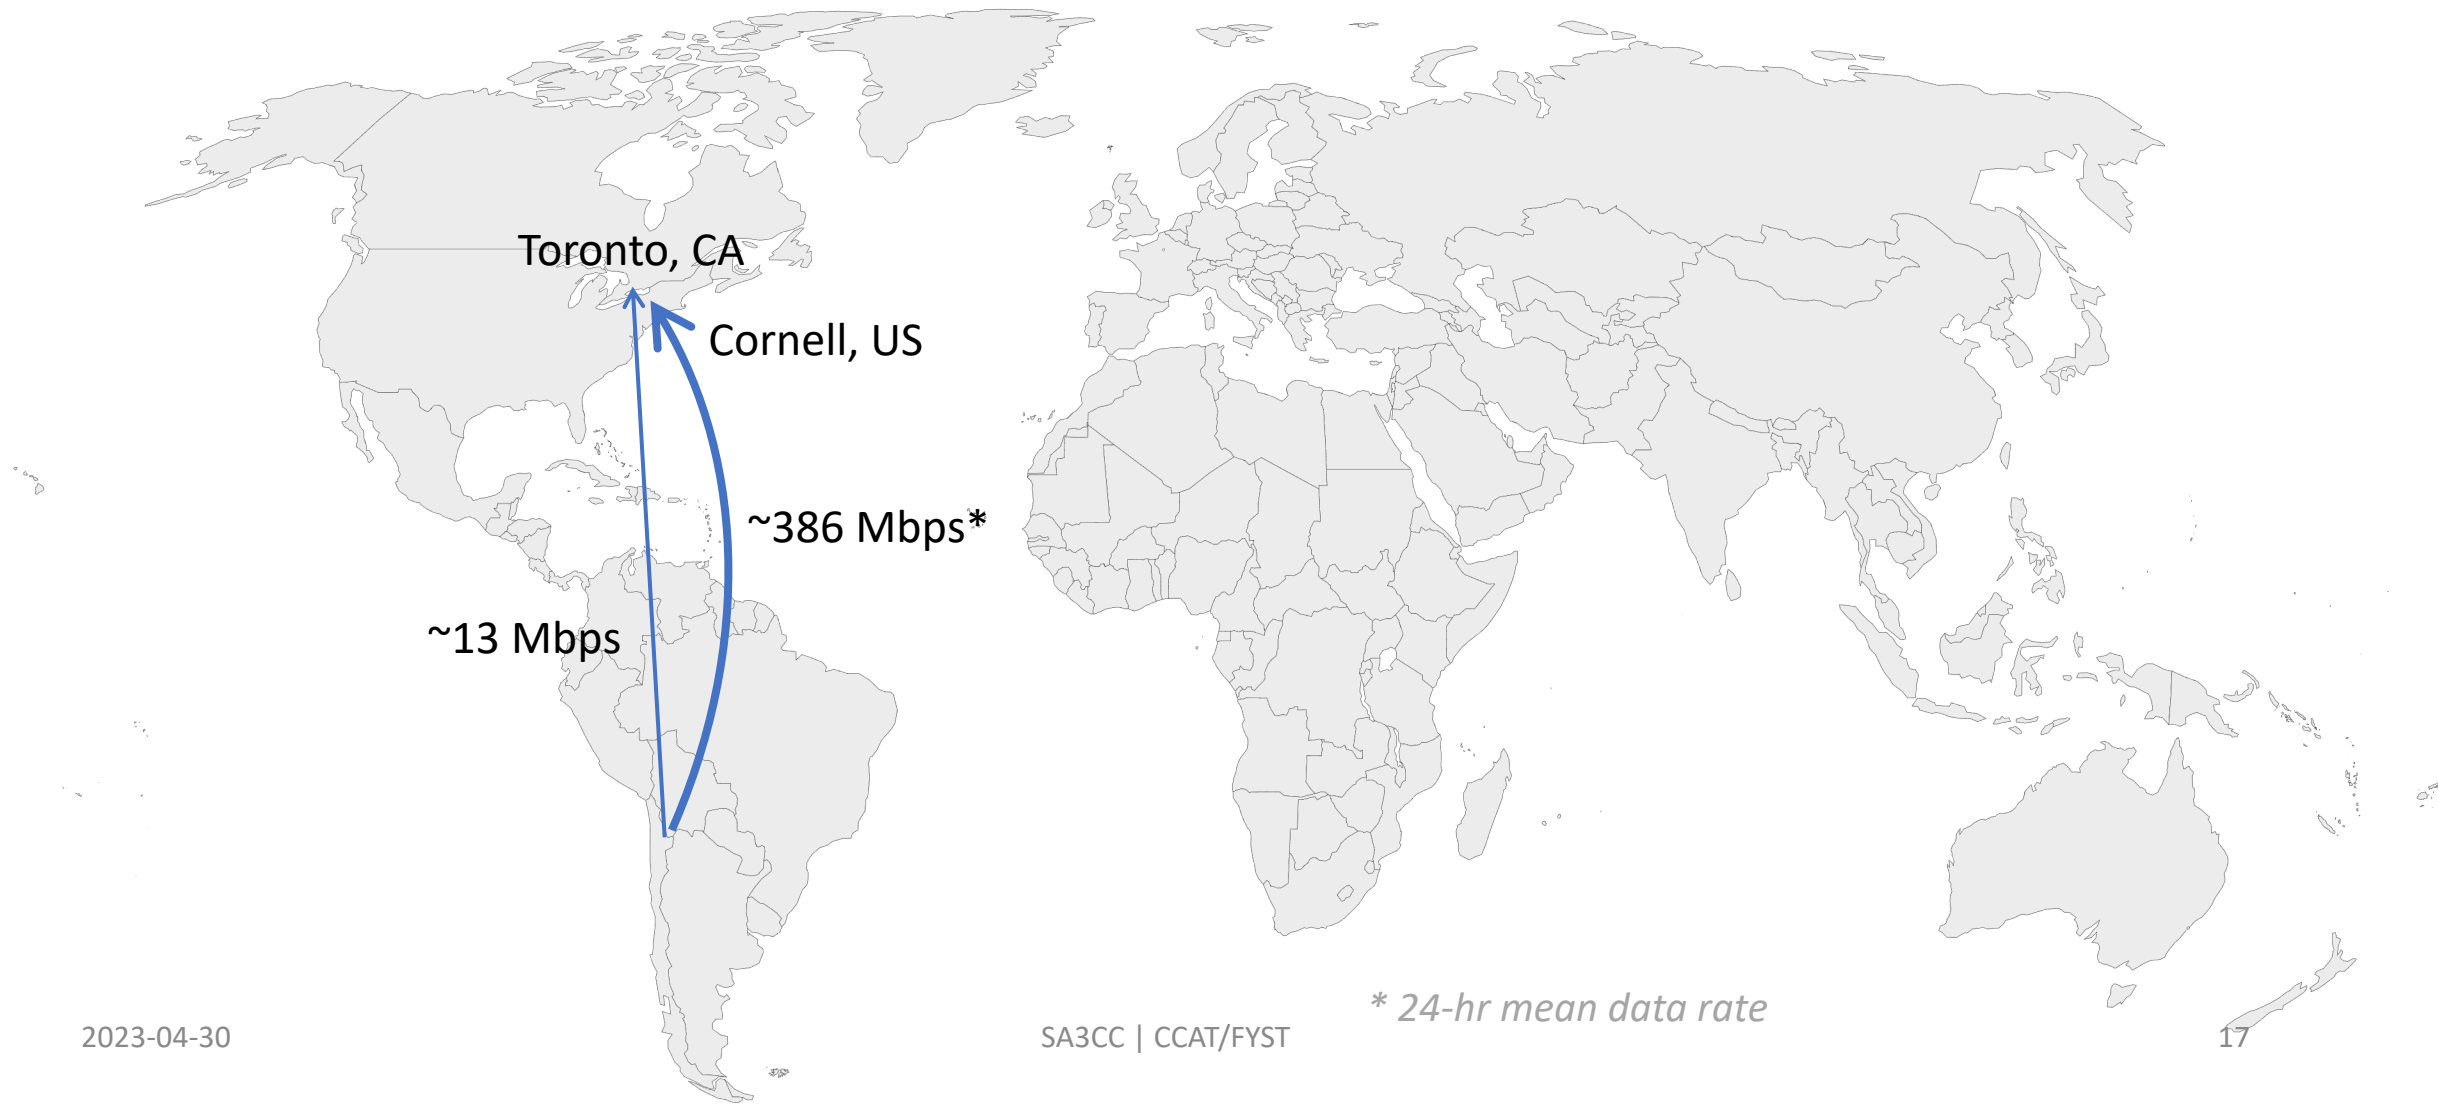 Toronto, CA
Cornell, US
~386 Mbps*
~13 Mbps
* 24-hr mean data rate
2023-04-30
SA3CC | CCAT/FYST
17